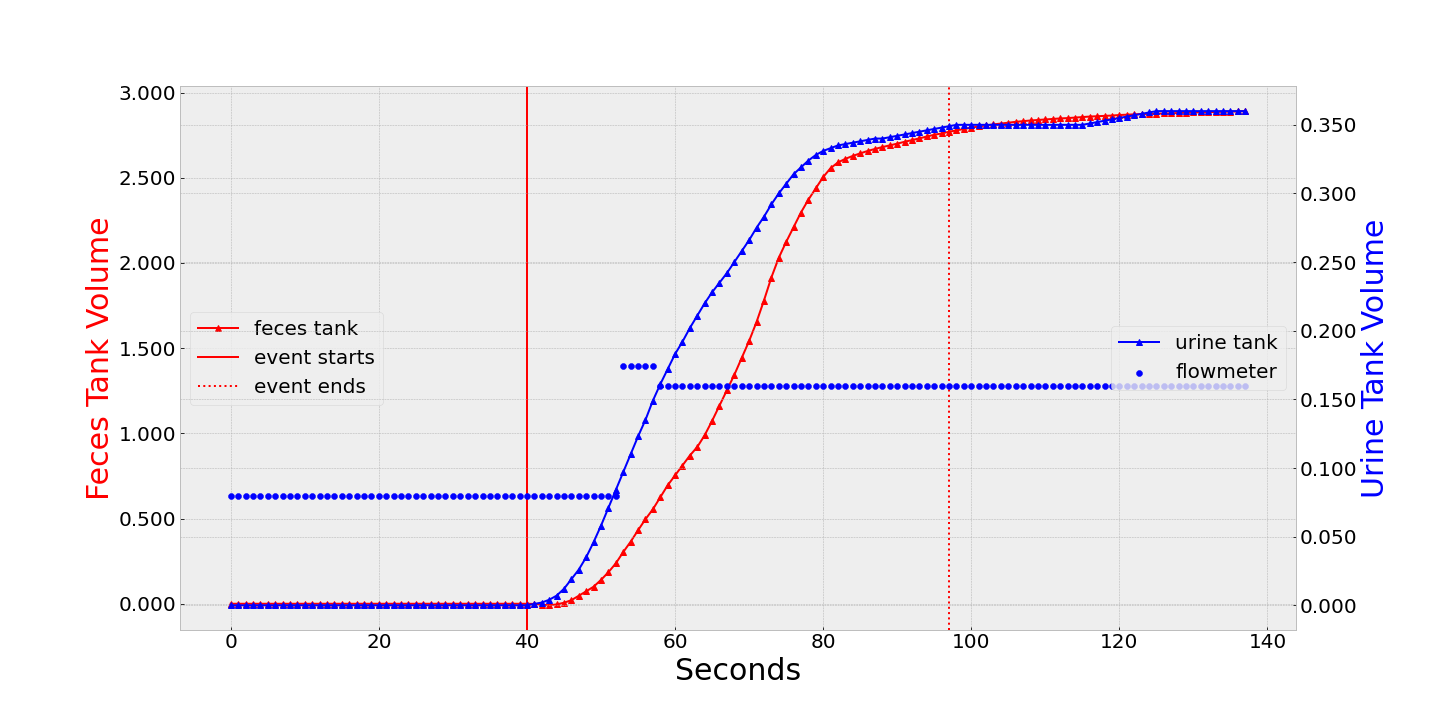 3.000
2.500
2.000
1.500
1.000
0.500
0.000
Feces Tank Volume
feces tank
event starts
event ends
0.350
0.300
0.250
0.200
0.150
0.100
0.050
0.000
Urine Tank Volume
urine tank
flowmeter
0 20 40 60 80 100 120 140
Seconds